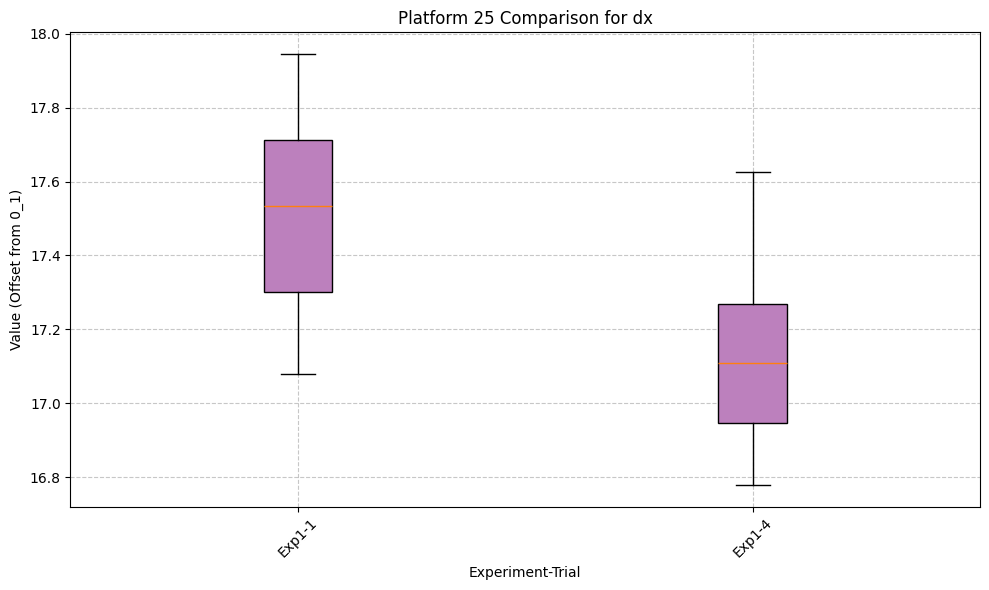 Platform 25 Comparison for dx
Value (Offset from 0_1)
18.0
17.8
17.6
17.4
17.2
17.0
16.8
Exp1-1
Exp1-4
Experiment-Trial